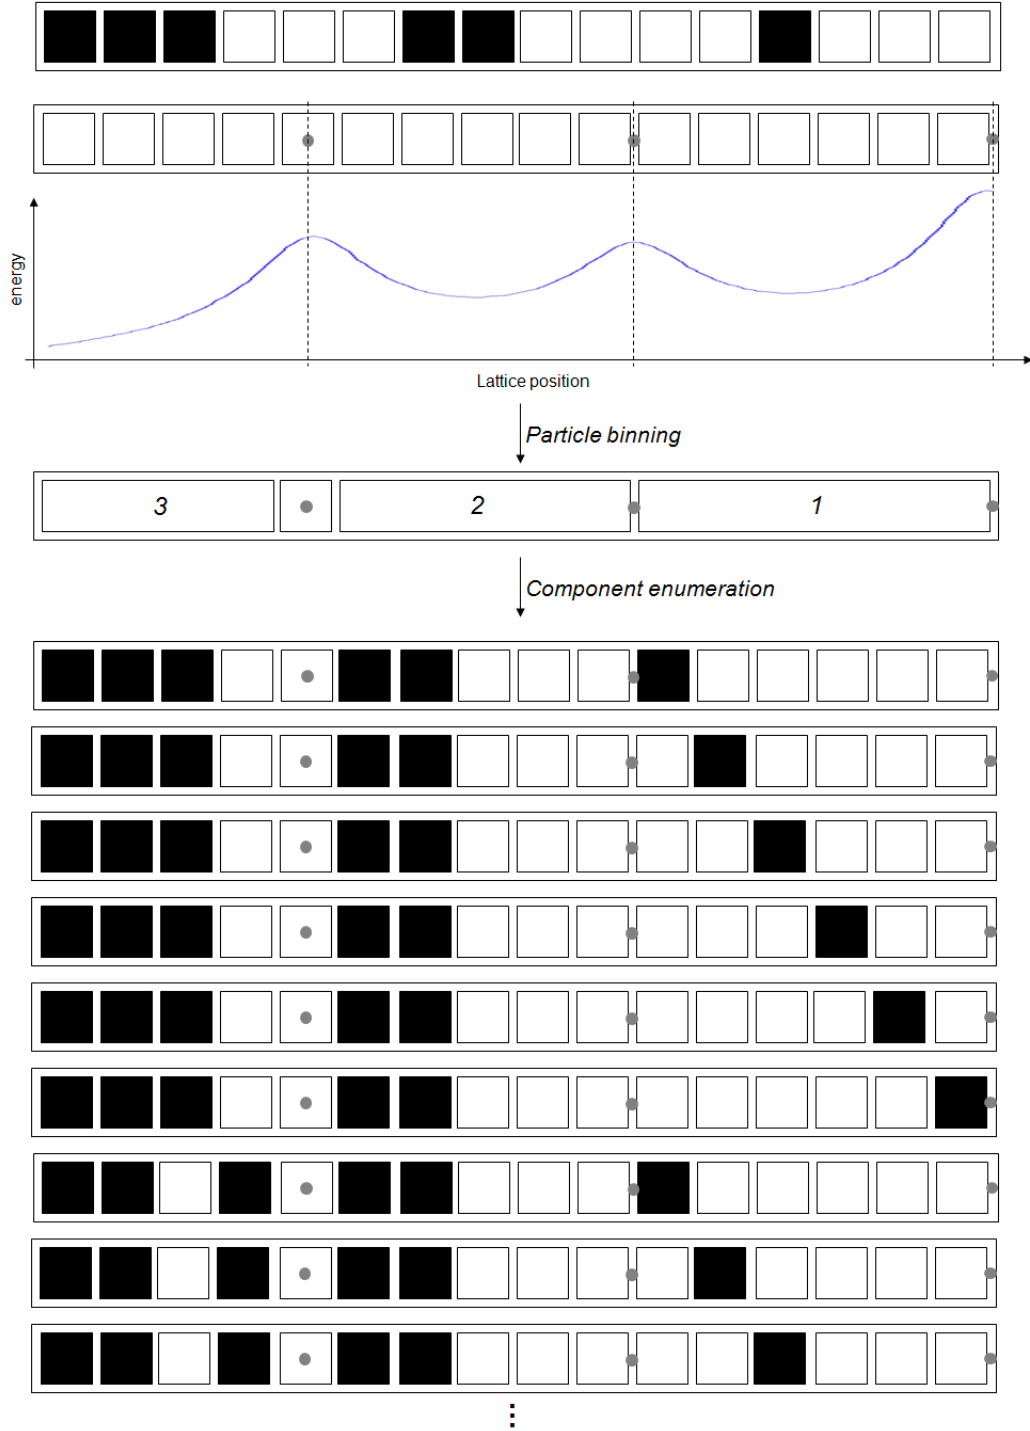 energy
Lattice position
Particle binning
3 2 1
Component enumeration
⋮